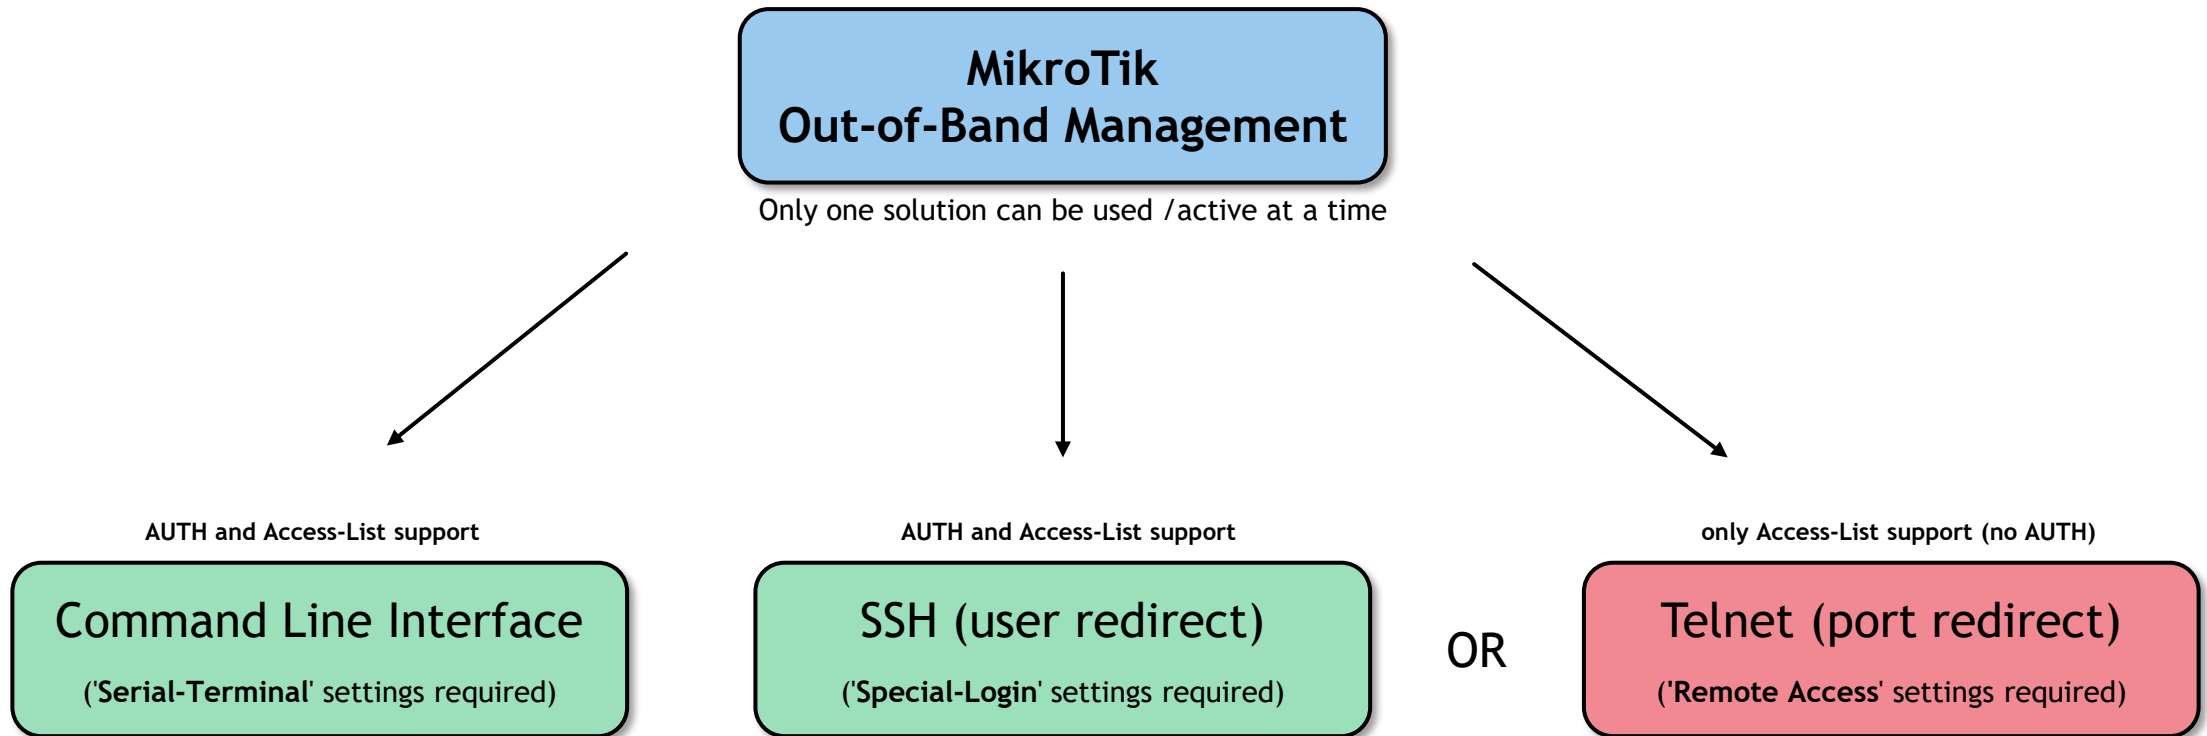 MikroTik
Out-of-Band Management
Only one solution can be used /active at a time
AUTH and Access-List support
Command Line Interface
('Serial-Terminal' settings required)
AUTH and Access-List support
SSH (user redirect)
('Special-Login' settings required)
OR
only Access-List support (no AUTH)
Telnet (port redirect)
('Remote Access' settings required)